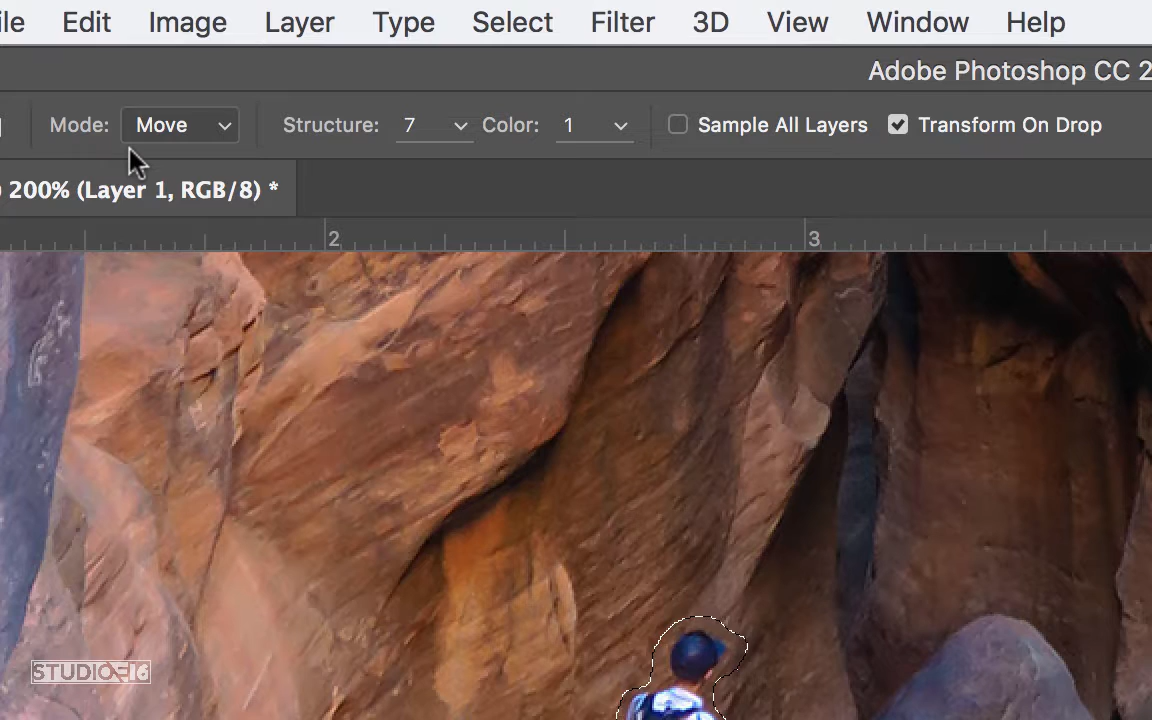 ile Edit Image Layer Type Select Filter 3D View Window Help
Adobe Photoshop CC 2
Mode: Move Structure: 7 Color: 1 Sample All Layers Transform On Drop
200% (Layer 1, RGB/8) *
2 3
STUDIO 16